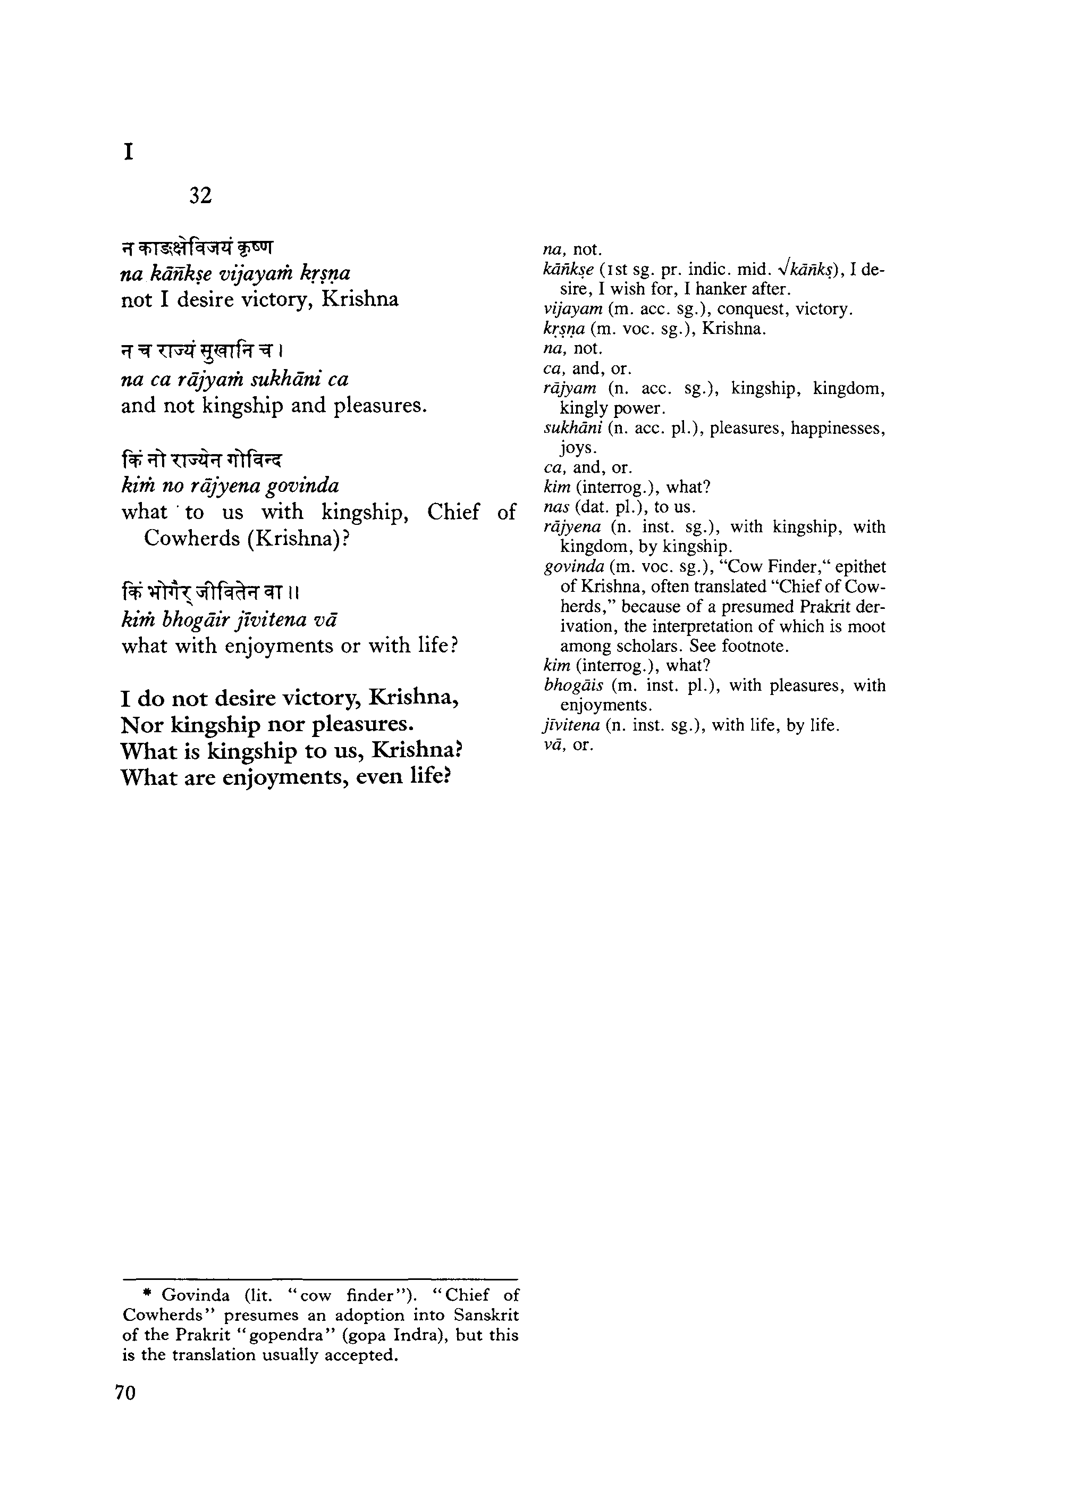 I
32
न काङ्क्षे विजयं कृष्ण
na kāñkṣe vijayaṁ kṛṣṇa
not I desire victory, Krishna
न च राज्यं सुखानि च ।
na ca rājyaṁ sukhāni ca
and not kingship and pleasures.
किं नो राज्येन गोविन्द
kiṁ no rājyena govinda
what to us with kingship, Chief of
Cowherds (Krishna)?
किं भोगैर् जीवितेन वा ॥
kiṁ bhogāir jīvitena vā
what with enjoyments or with life?
I do not desire victory, Krishna,
Nor kingship nor pleasures.
What is kingship to us, Krishna?
What are enjoyments, even life?
na, not.
kāñkṣe (1st sg. pr. indic. mid. √kāñkṣ), I de-
sire, I wish for, I hanker after.
vijayam (m. acc. sg.), conquest, victory.
kṛṣṇa (m. voc. sg.), Krishna.
na, not.
ca, and, or.
rājyam (n. acc. sg.), kingship, kingdom,
kingly power.
sukhāni (n. acc. pl.), pleasures, happinesses,
joys.
ca, and, or.
kim (interrog.), what?
nas (dat. pl.), to us.
rājyena (n. inst. sg.), with kingship, with
kingdom, by kingship.
govinda (m. voc. sg.), “Cow Finder,“ epithet
of Krishna, often translated “Chief of Cow-
herds,” because of a presumed Prakrit der-
ivation, the interpretation of which is moot
among scholars. See footnote.
kim (interrog.), what?
bhogāis (m. inst. pl.), with pleasures, with
enjoyments.
jīvitena (n. inst. sg.), with life, by life.
vā, or.
* Govinda (lit. “cow finder”). “Chief of
Cowherds” presumes an adoption into Sanskrit
of the Prakrit “gopendra” (gopa Indra), but this
is the translation usually accepted.
70